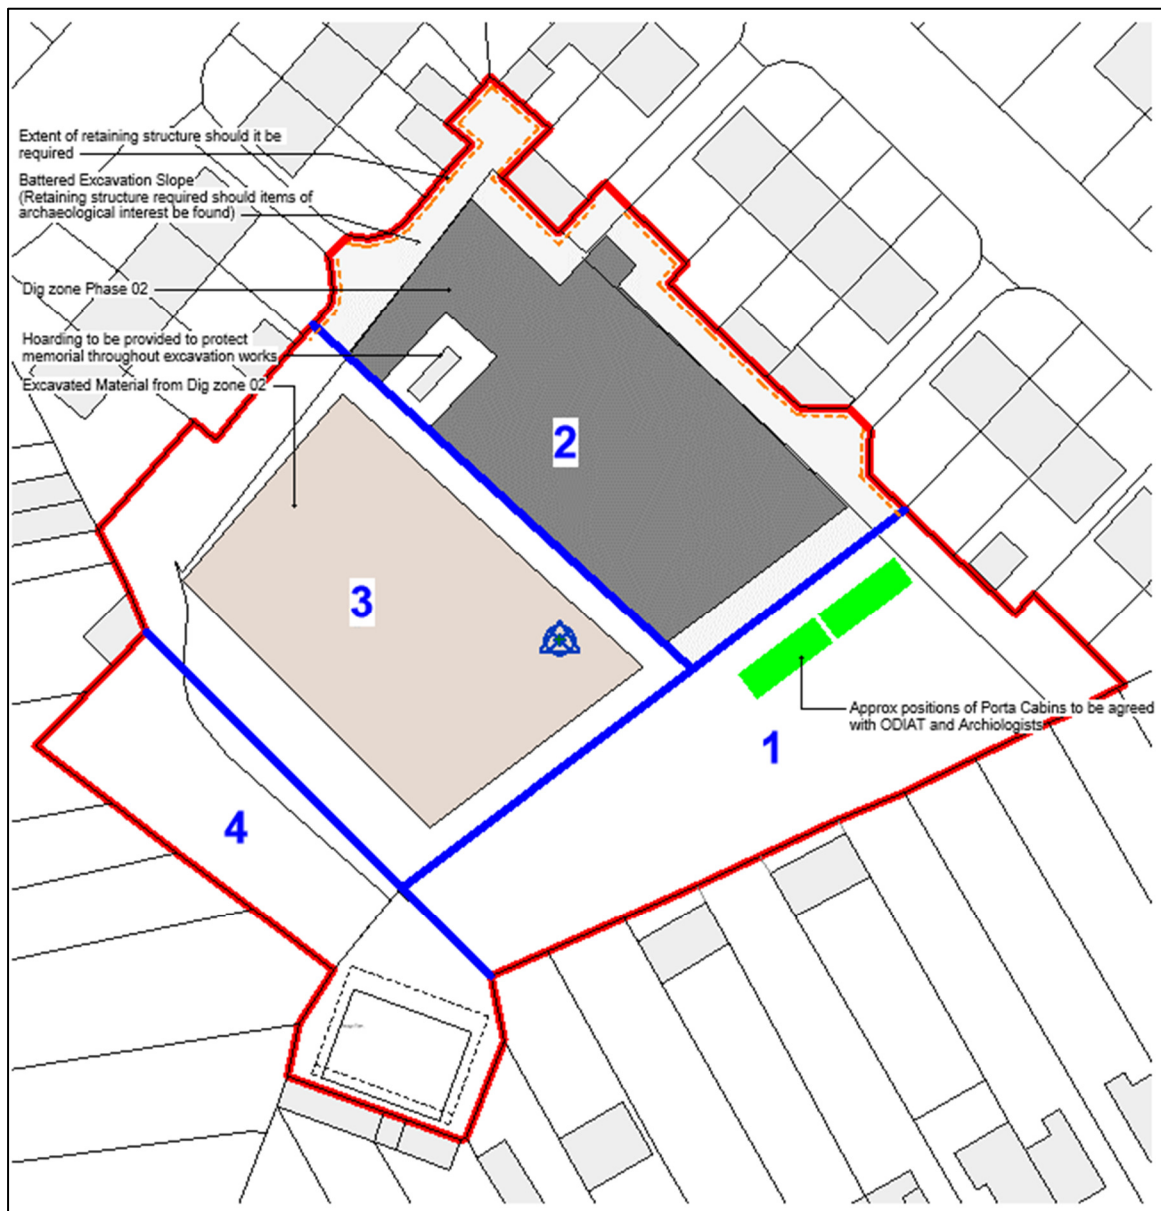 Extent of retaining structure should it be
required
Battered Excavation Slope
(Retaining structure required should items of
archaeological interest be found)
Dig zone Phase 02
Hoarding to be provided to protect
memorial throughout excavation works
Excavated Material from Dig zone 02
2
3
Approx positions of Porta Cabins to be agreed
with ODIAT and Archiologists
1
4